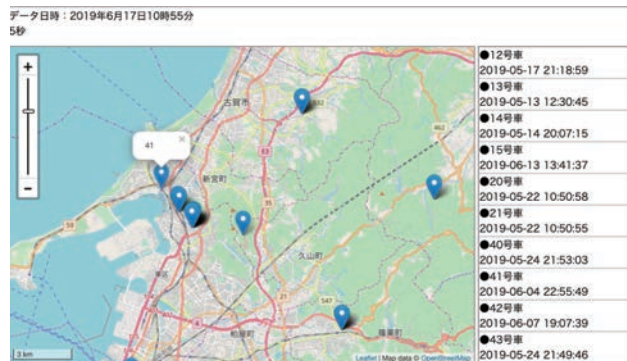 データ日時：2019年6月17日10時55分
5秒
+
-
41
×
古賀市
新宮町
久山町
粕屋町
篠栗町
35
21
547
3 km
Leaflet | Map data © OpenStreetMap
●12号車
2019-05-17 21:18:59
●13号車
2019-05-13 12:30:45
●14号車
2019-05-14 20:07:15
●15号車
2019-06-13 13:41:37
●20号車
2019-05-22 10:50:58
●21号車
2019-05-22 10:50:55
●40号車
2019-05-24 21:53:03
●41号車
2019-06-04 22:55:49
●42号車
2019-06-07 19:07:39
●43号車
2019-05-24 21:49:46